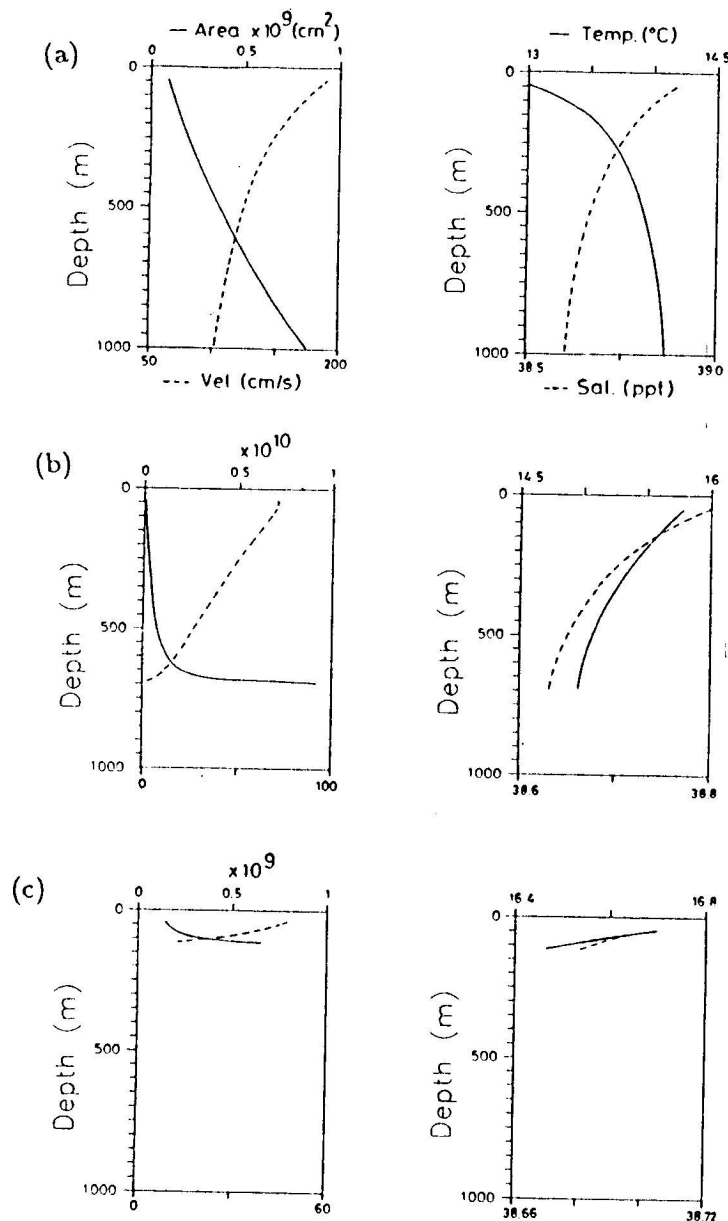 (a)
— Area x10⁹(cm²)
0 0.5 1
0
500
1000
Depth (m)
50 200
--- Vel (cm/s)
— Temp.(°C)
13 14.5
0
500
1000
Depth (m)
38.5 39.0
--- Sal.(ppt)
(b)
x10¹⁰
0 0.5 1
0
500
1000
Depth (m)
0 100
14.5 16
0
500
1000
Depth (m)
38.6 38.8
(c)
x10⁹
0 0.5 1
0
500
1000
Depth (m)
0 60
16.4 16.8
0
500
1000
Depth (m)
38.66 38.72